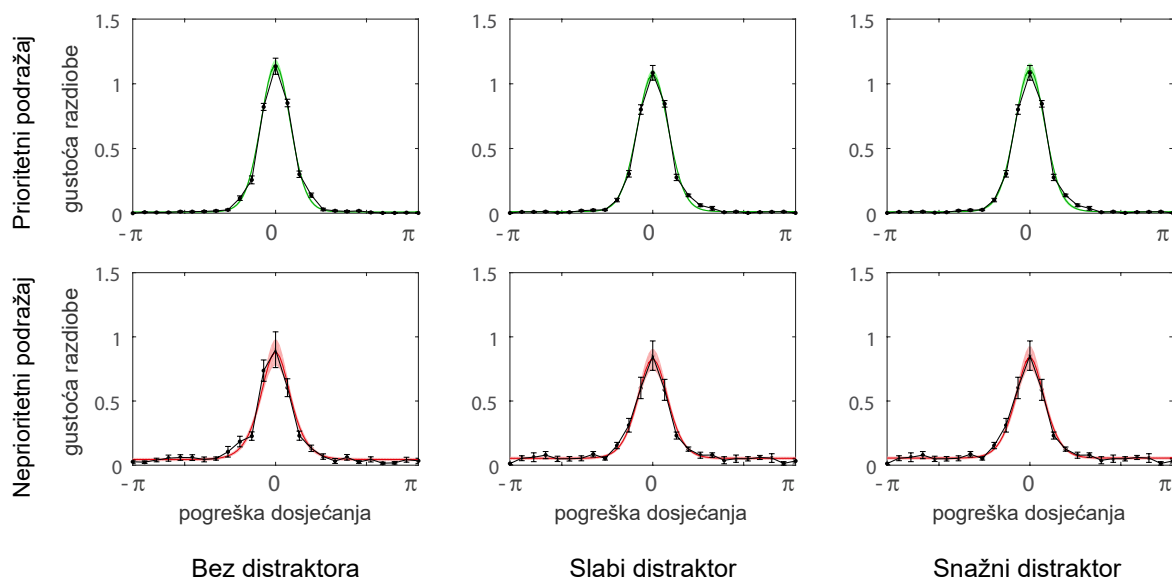 Prioritetni podražaj
gustoća razdiobe
1.5
1
0.5
0
-π
0
π
1.5
1
0.5
0
-π
0
π
1.5
1
0.5
0
-π
0
π
Neprioritetni podražaj
gustoća razdiobe
1.5
1
0.5
0
-π
0
π
pogreška dosjećanja
1.5
1
0.5
0
-π
0
π
pogreška dosjećanja
1.5
1
0.5
0
-π
0
π
pogreška dosjećanja
Bez distraktora
Slabi distraktor
Snažni distraktor